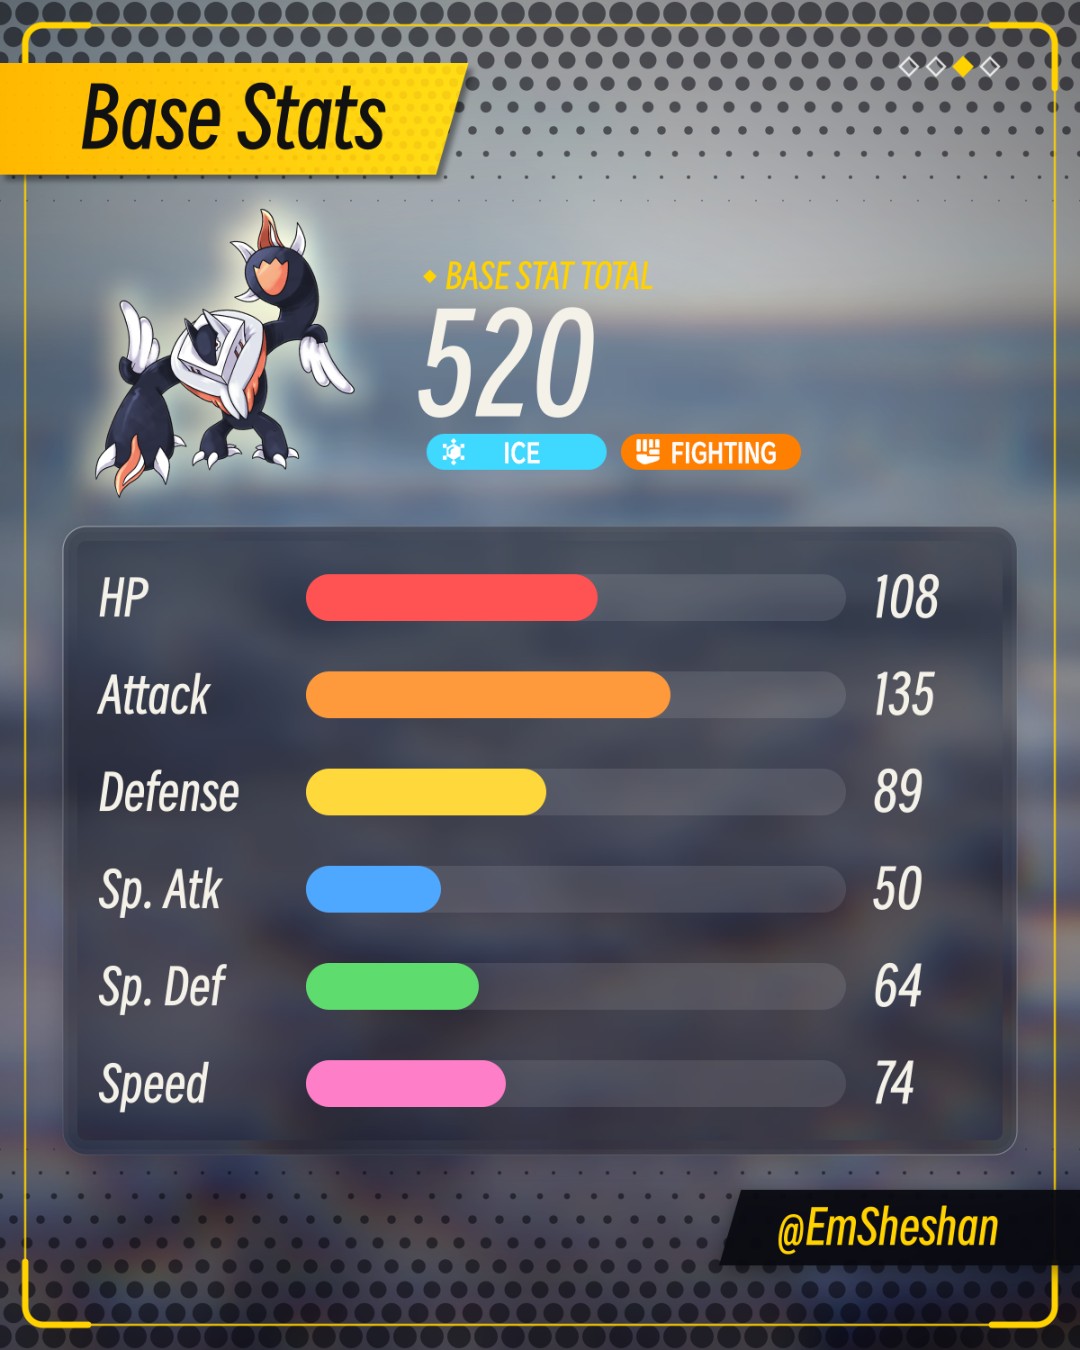 Base Stats
BASE STAT TOTAL
520
ICE FIGHTING
HP 108
Attack 135
Defense 89
Sp. Atk 50
Sp. Def 64
Speed 74
@EmSheshan